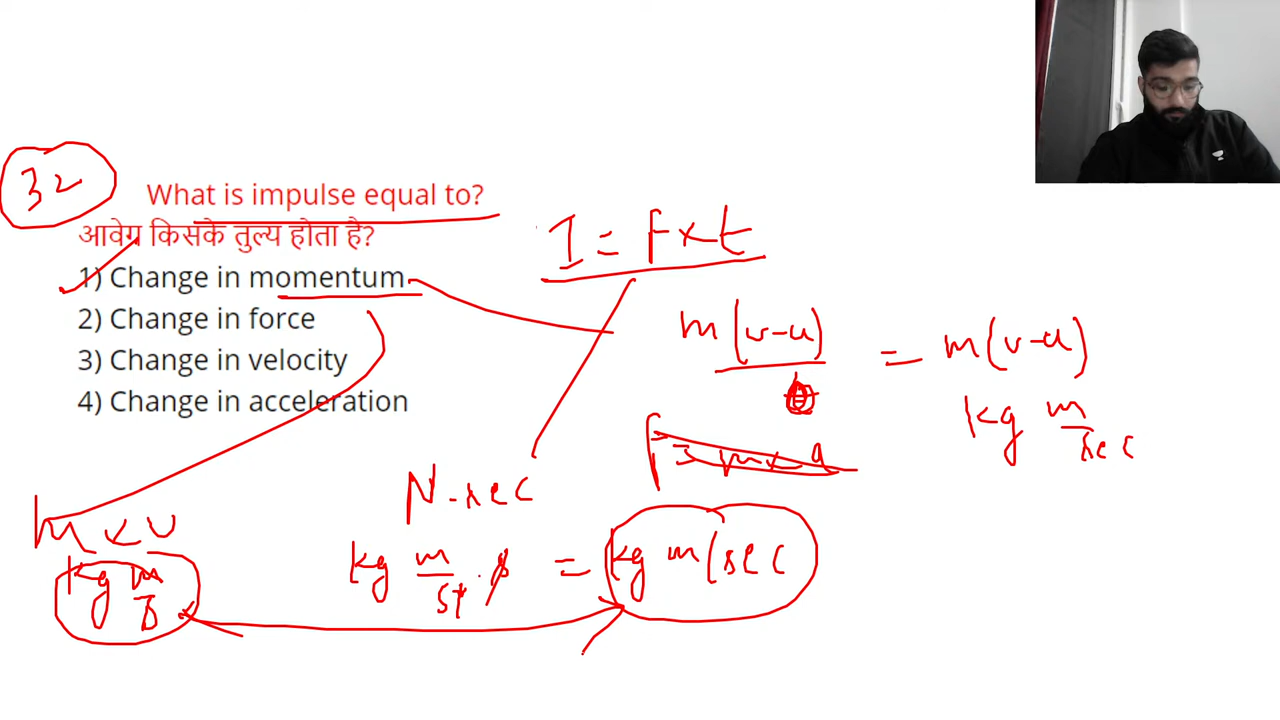 32
What is impulse equal to?
आवेग किसके तुल्य होता है?
1) Change in momentum
2) Change in force
3) Change in velocity
4) Change in acceleration
I = F x t
m(v-u)
= m(v-u)
kg m
sec
N-sec
m x v
kg m
s
kg m
= kg m/sec